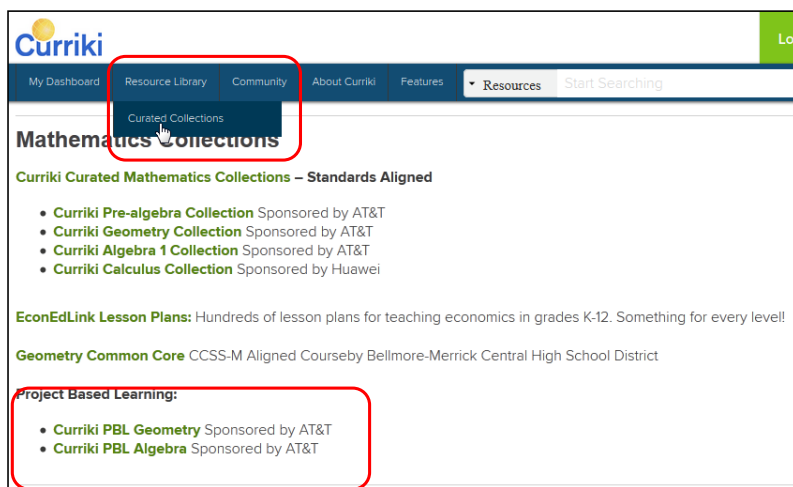 Curriki
Lo
My Dashboard Resource Library Community About Curriki Features Resources Start Searching
Curated Collections
Mathematics Collections
Curriki Curated Mathematics Collections – Standards Aligned
• Curriki Pre-algebra Collection Sponsored by AT&T
• Curriki Geometry Collection Sponsored by AT&T
• Curriki Algebra 1 Collection Sponsored by AT&T
• Curriki Calculus Collection Sponsored by Huawei
EconEdLink Lesson Plans: Hundreds of lesson plans for teaching economics in grades K-12. Something for every level!
Geometry Common Core CCSS-M Aligned Courseby Bellmore-Merrick Central High School District
Project Based Learning:
• Curriki PBL Geometry Sponsored by AT&T
• Curriki PBL Algebra Sponsored by AT&T